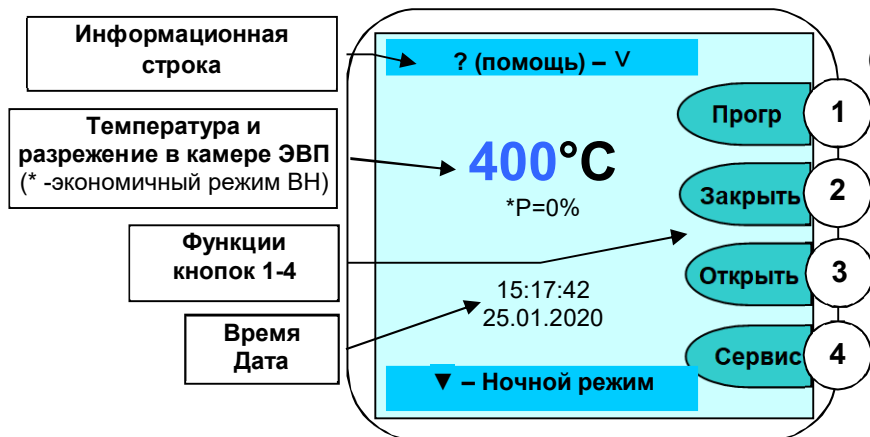 Информационная
строка
Температура и
разрежение в камере ЭВП
(* -экономичный режим ВН)
Функции
кнопок 1-4
Время
Дата
? (помощь) – V
400°C
*P=0%
15:17:42
25.01.2020
▼ – Ночной режим
Прогр 1
Закрыть 2
Открыть 3
Сервис 4